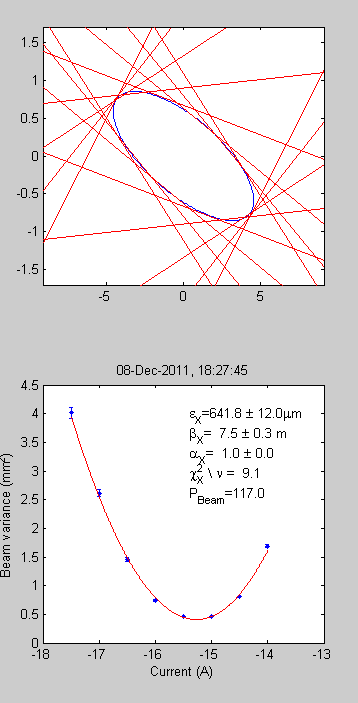 1.5
1
0.5
0
-0.5
-1
-1.5
-5 0 5
08-Dec-2011, 18:27:45
4.5
4
3.5
3
2.5
2
1.5
1
0.5
0
Beam variance (mm²)
εₓ=641.8 ± 12.0μm
βₓ= 7.5 ± 0.3 m
αₓ= 1.0 ± 0.0
χ²ₓ \ ν = 9.1
P_Beam=117.0
-18 -17 -16 -15 -14 -13
Current (A)